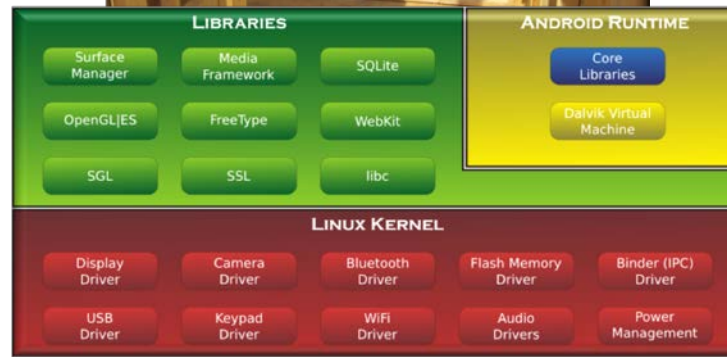 LIBRARIES
Surface
Manager
Media
Framework
SQLite
OpenGL|ES
FreeType
WebKit
SGL
SSL
libc
ANDROID RUNTIME
Core
Libraries
Dalvik Virtual
Machine
LINUX KERNEL
Display
Driver
Camera
Driver
Bluetooth
Driver
Flash Memory
Driver
Binder (IPC)
Driver
USB
Driver
Keypad
Driver
WiFi
Driver
Audio
Drivers
Power
Management